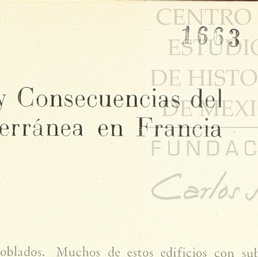 CENTRO
1663
ESTUDIO
DE HISTO
DE MEXI
FUNDAC
Carlos
y Consecuencias del
erránea en Francia
oblados. Muchos de estos edificios con sub